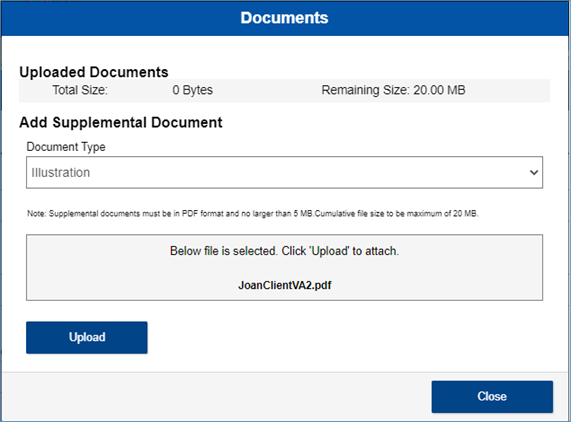 Documents
Uploaded Documents
Total Size: 0 Bytes Remaining Size: 20.00 MB
Add Supplemental Document
Document Type
Illustration
Note: Supplemental documents must be in PDF format and no larger than 5 MB.Cumulative file size to be maximum of 20 MB.
Below file is selected. Click 'Upload' to attach.
JoanClientVA2.pdf
Upload
Close